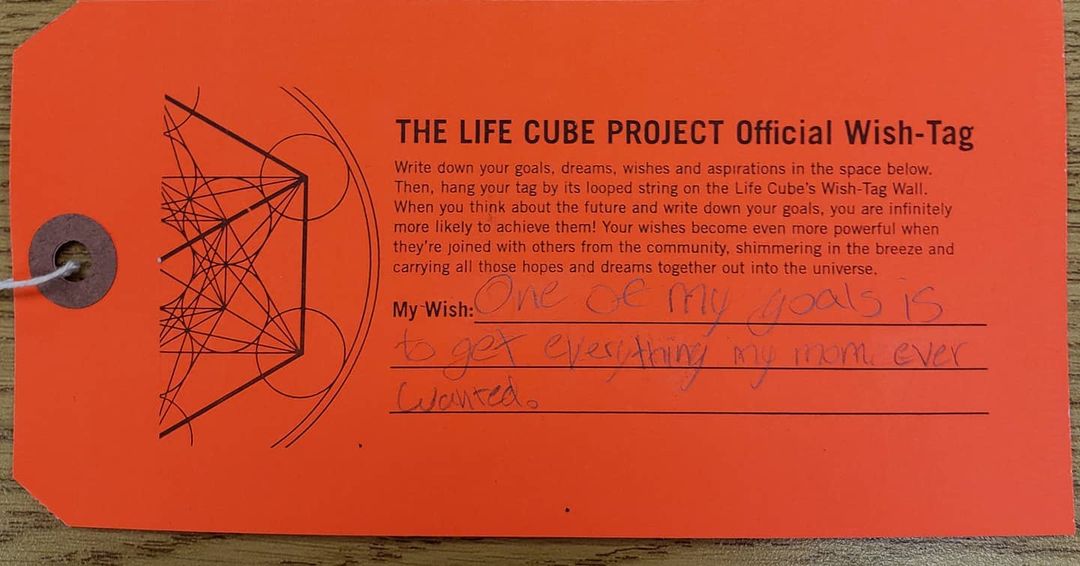 THE LIFE CUBE PROJECT Official Wish-Tag
Write down your goals, dreams, wishes and aspirations in the space below.
Then, hang your tag by its looped string on the Life Cube's Wish-Tag Wall.
When you think about the future and write down your goals, you are infinitely
more likely to achieve them! Your wishes become even more powerful when
they're joined with others from the community, shimmering in the breeze and
carrying all those hopes and dreams together out into the universe.
My Wish: One of my goals is
to get everything my mom ever
wanted.